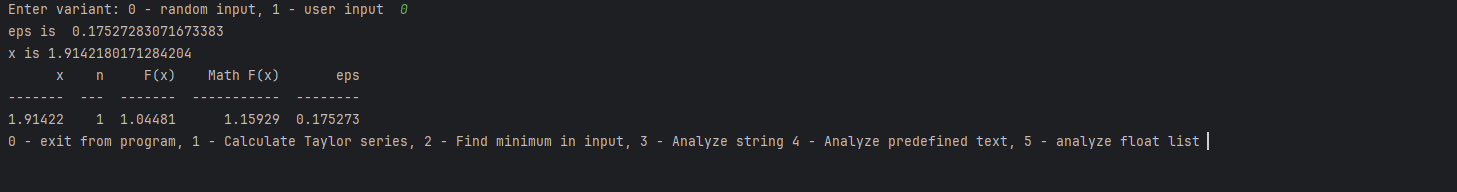 Enter variant: 0 - random input, 1 - user input  0
eps is  0.17527283071673383
x is 1.9142180171284204
      x    n     F(x)    Math F(x)       eps
-------  ---  -------  -----------  --------
1.91422    1  1.04481      1.15929  0.175273
0 - exit from program, 1 - Calculate Taylor series, 2 - Find minimum in input, 3 - Analyze string 4 - Analyze predefined text, 5 - analyze float list